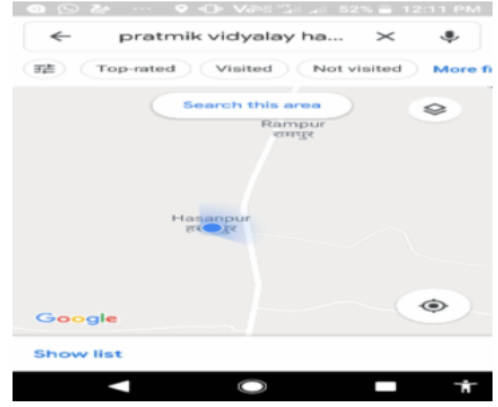 52% 12:11 PM
pratmik vidyalay ha...
Top-rated Visited Not visited More fi
Search this area
Rampur
रामपुर
Hasanpur
Google
Show list